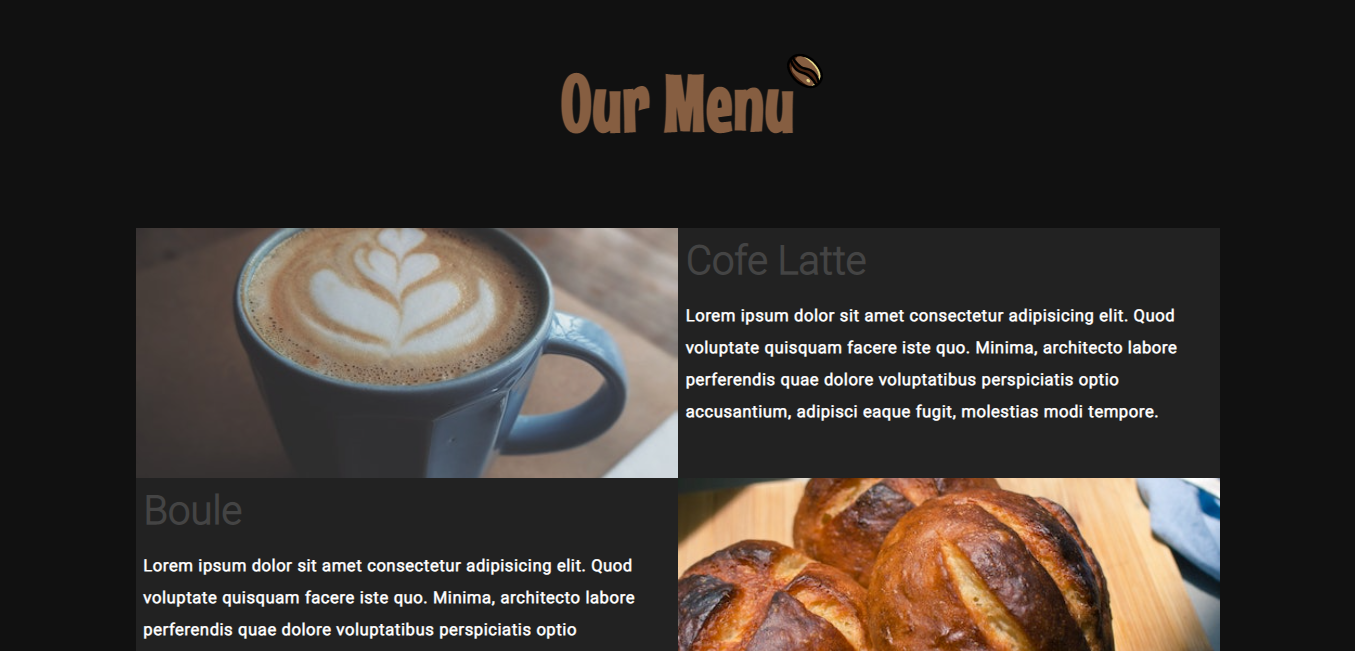 Our Menu
Cofe Latte
Lorem ipsum dolor sit amet consectetur adipisicing elit. Quod
voluptate quisquam facere iste quo. Minima, architecto labore
perferendis quae dolore voluptatibus perspiciatis optio
accusantium, adipisci eaque fugit, molestias modi tempore.
Boule
Lorem ipsum dolor sit amet consectetur adipisicing elit. Quod
voluptate quisquam facere iste quo. Minima, architecto labore
perferendis quae dolore voluptatibus perspiciatis optio